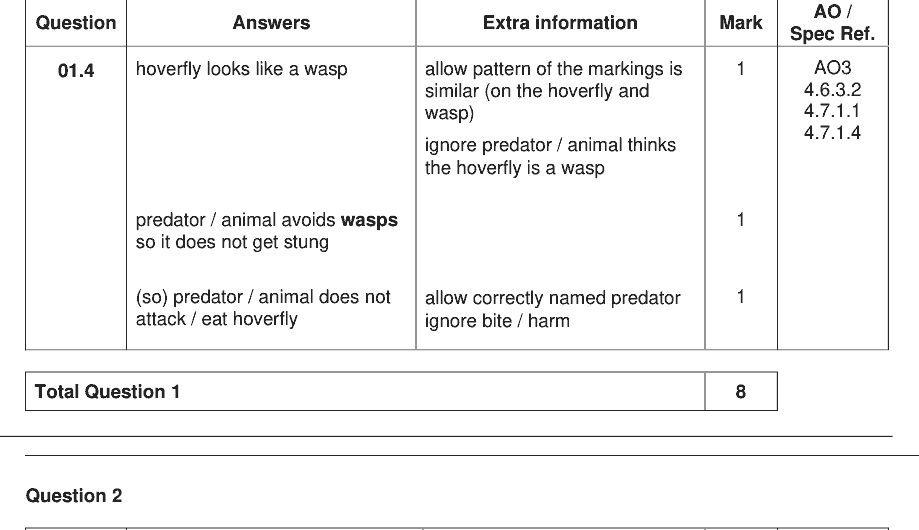 Question Answers Extra information Mark AO /
Spec Ref.
01.4 hoverfly looks like a wasp allow pattern of the markings is 1 AO3
similar (on the hoverfly and 4.6.3.2
wasp) 4.7.1.1
4.7.1.4
ignore predator / animal thinks
the hoverfly is a wasp
predator / animal avoids wasps 1
so it does not get stung
(so) predator / animal does not allow correctly named predator 1
attack / eat hoverfly ignore bite / harm
Total Question 1 8
Question 2